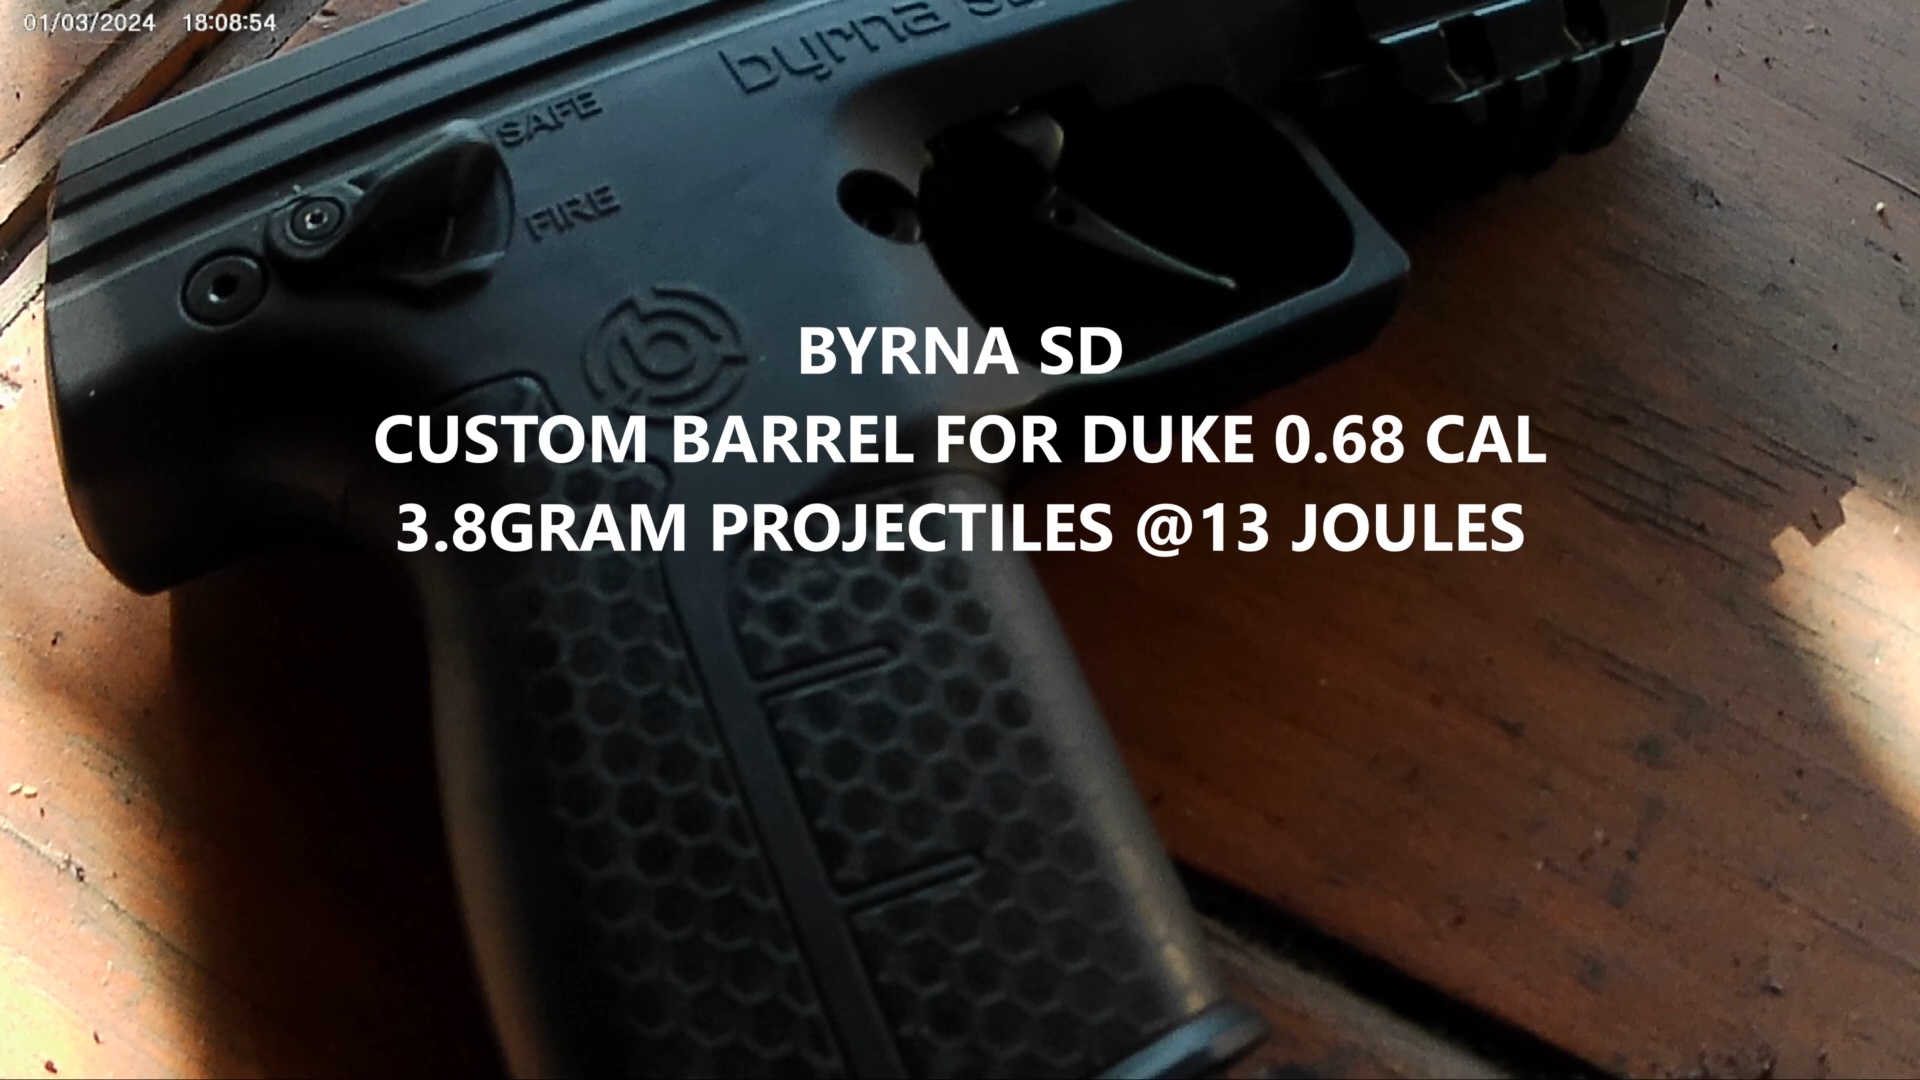 01/03/2024 18:08:54
byrna
SAFE
FIRE
b
BYRNA SD
CUSTOM BARREL FOR DUKE 0.68 CAL
3.8GRAM PROJECTILES @13 JOULES